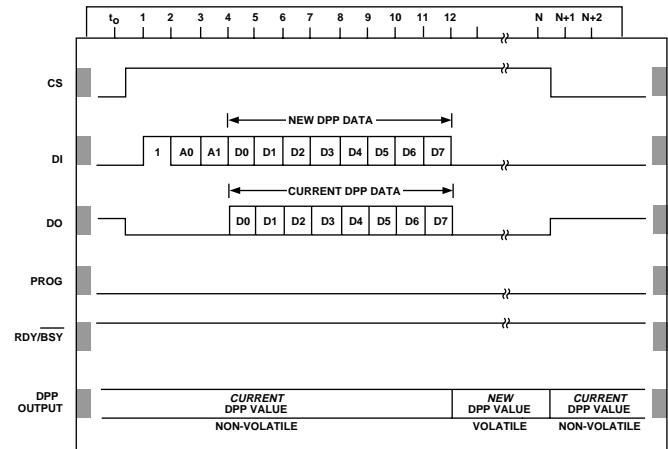 to 1 2 3 4 5 6 7 8 9 10 11 12 N N+1 N+2
CS
NEW DPP DATA
DI 1 A0 A1 D0 D1 D2 D3 D4 D5 D6 D7
CURRENT DPP DATA
DO D0 D1 D2 D3 D4 D5 D6 D7
PROG
RDY/BSY
DPP OUTPUT
CURRENT DPP VALUE
NON-VOLATILE
NEW DPP VALUE
VOLATILE
CURRENT DPP VALUE
NON-VOLATILE